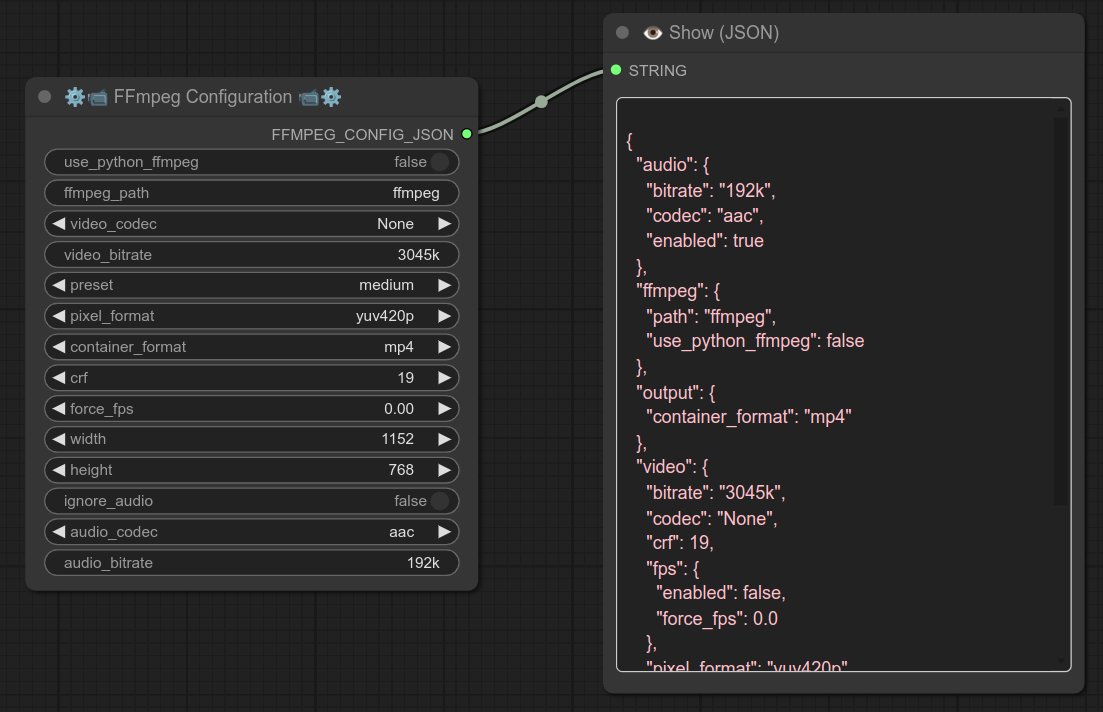 ⚙️📹 FFmpeg Configuration 📹⚙️
FFMPEG_CONFIG_JSON
use_python_ffmpeg false
ffmpeg_path ffmpeg
video_codec None
video_bitrate 3045k
preset medium
pixel_format yuv420p
container_format mp4
crf 19
force_fps 0.00
width 1152
height 768
ignore_audio false
audio_codec aac
audio_bitrate 192k
👁️ Show (JSON)
STRING
{
"audio": {
"bitrate": "192k",
"codec": "aac",
"enabled": true
},
"ffmpeg": {
"path": "ffmpeg",
"use_python_ffmpeg": false
},
"output": {
"container_format": "mp4"
},
"video": {
"bitrate": "3045k",
"codec": "None",
"crf": 19,
"fps": {
"enabled": false,
"force_fps": 0.0
},
"pixel_format": "yuv420p"